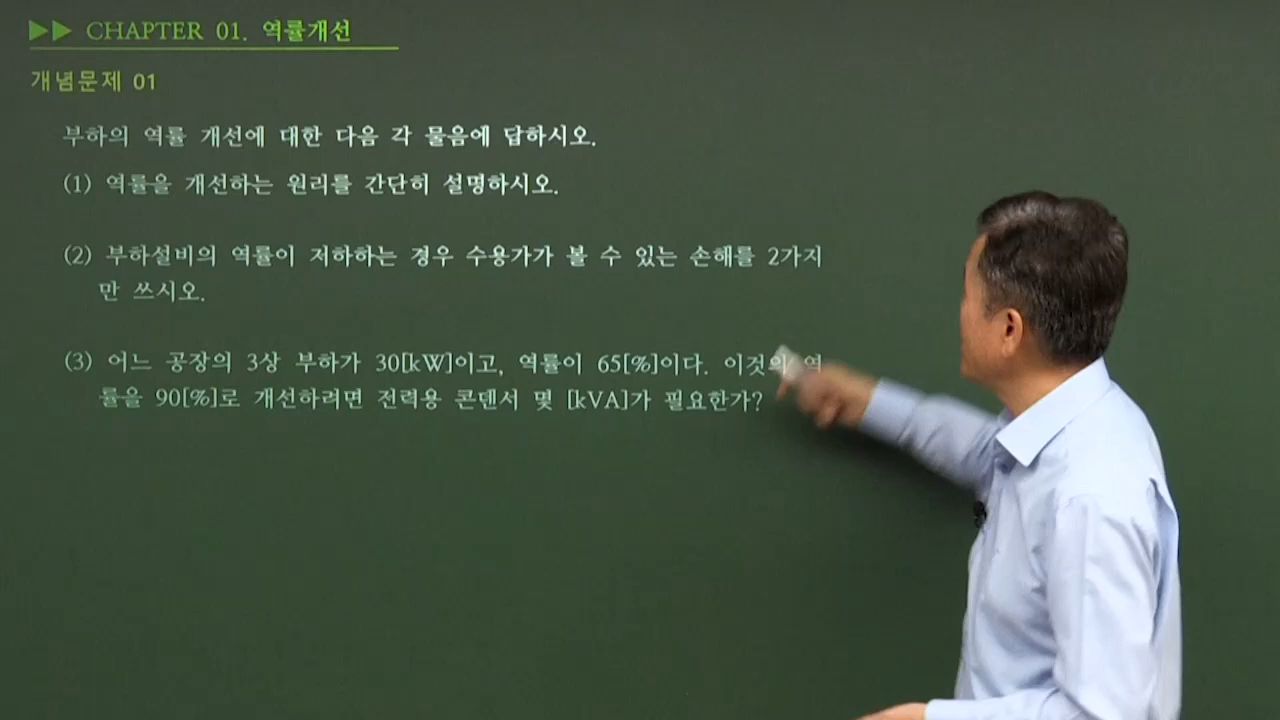 ▶▶ CHAPTER 01. 역률개선
개념문제 01
부하의 역률 개선에 대한 다음 각 물음에 답하시오.
(1) 역률을 개선하는 원리를 간단히 설명하시오.
(2) 부하설비의 역률이 저하하는 경우 수용가가 볼 수 있는 손해를 2가지
만 쓰시오.
(3) 어느 공장의 3상 부하가 30[kW]이고, 역률이 65[%]이다. 이것의 역
률을 90[%]로 개선하려면 전력용 콘덴서 몇 [kVA]가 필요한가?